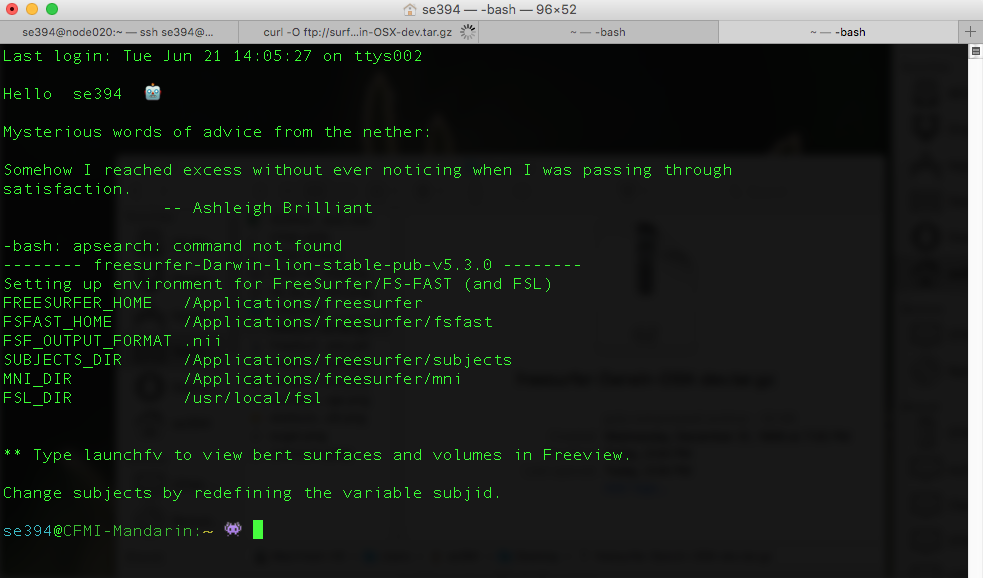 se394 — -bash — 96×52
se394@node020:~ — ssh se394@...
curl -O ftp://surf...in-OSX-dev.tar.gz
~ — -bash
~ — -bash
Last login: Tue Jun 21 14:05:27 on ttys002
Hello  se394
Mysterious words of advice from the nether:
Somehow I reached excess without ever noticing when I was passing through
satisfaction.
-- Ashleigh Brilliant
-bash: apsearch: command not found
-------- freesurfer-Darwin-lion-stable-pub-v5.3.0 --------
Setting up environment for FreeSurfer/FS-FAST (and FSL)
FREESURFER_HOME   /Applications/freesurfer
FSFAST_HOME       /Applications/freesurfer/fsfast
FSF_OUTPUT_FORMAT .nii
SUBJECTS_DIR      /Applications/freesurfer/subjects
MNI_DIR           /Applications/freesurfer/mni
FSL_DIR           /usr/local/fsl
** Type launchfv to view bert surfaces and volumes in Freeview.
Change subjects by redefining the variable subjid.
se394@CFMI-Mandarin:~